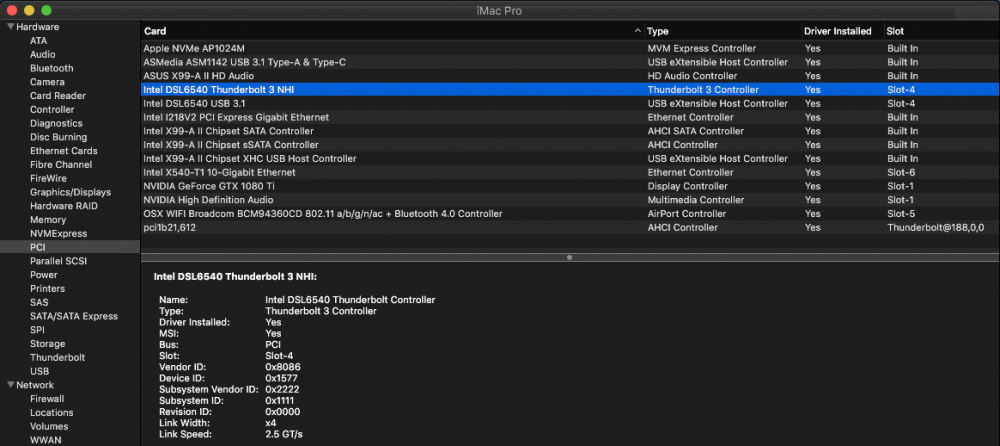 iMac Pro
Hardware
ATA
Audio
Bluetooth
Camera
Card Reader
Controller
Diagnostics
Disc Burning
Ethernet Cards
Fibre Channel
FireWire
Graphics/Displays
Hardware RAID
Memory
NVMExpress
PCI
Parallel SCSI
Power
Printers
SAS
SATA/SATA Express
SPI
Storage
Thunderbolt
USB
Network
Firewall
Locations
Volumes
WWAN
Card Type Driver Installed Slot
Apple NVMe AP1024M MVM Express Controller Yes Built In
ASMedia ASM1142 USB 3.1 Type-A & Type-C USB eXtensible Host Controller Yes Built In
ASUS X99-A II HD Audio HD Audio Controller Yes Built In
Intel DSL6540 Thunderbolt 3 NHI Thunderbolt 3 Controller Yes Slot-4
Intel DSL6540 USB 3.1 USB eXtensible Host Controller Yes Slot-4
Intel I218V2 PCI Express Gigabit Ethernet Ethernet Controller Yes Built In
Intel X99-A II Chipset SATA Controller AHCI SATA Controller Yes Built In
Intel X99-A II Chipset sSATA Controller AHCI Controller Yes Built In
Intel X99-A II Chipset XHC USB Host Controller USB eXtensible Host Controller Yes Built In
Intel X540-T1 10-Gigabit Ethernet Ethernet Controller Yes Slot-6
NVIDIA GeForce GTX 1080 Ti Display Controller Yes Slot-1
NVIDIA High Definition Audio Multimedia Controller Yes Slot-1
OSX WIFI Broadcom BCM94360CD 802.11 a/b/g/n/ac + Bluetooth 4.0 Controller AirPort Controller Yes Slot-5
pci1b21,612 AHCI Controller Yes Thunderbolt@188,0,0
Intel DSL6540 Thunderbolt 3 NHI:
Name: Intel DSL6540 Thunderbolt Controller
Type: Thunderbolt 3 Controller
Driver Installed: Yes
MSI: Yes
Bus: PCI
Slot: Slot-4
Vendor ID: 0x8086
Device ID: 0x1577
Subsystem Vendor ID: 0x2222
Subsystem ID: 0x1111
Revision ID: 0x0000
Link Width: x4
Link Speed: 2.5 GT/s